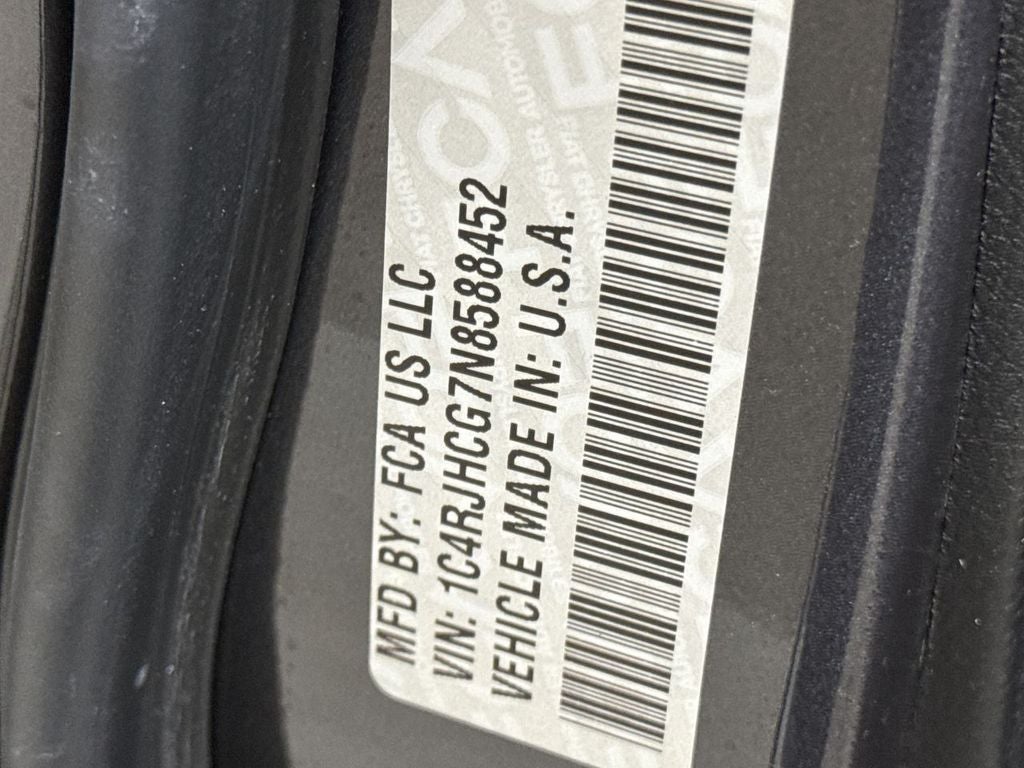 MFD BY: FCA US LLC
VIN: 1C4RJHCG7N8588452
VEHICLE MADE IN: U.S.A.